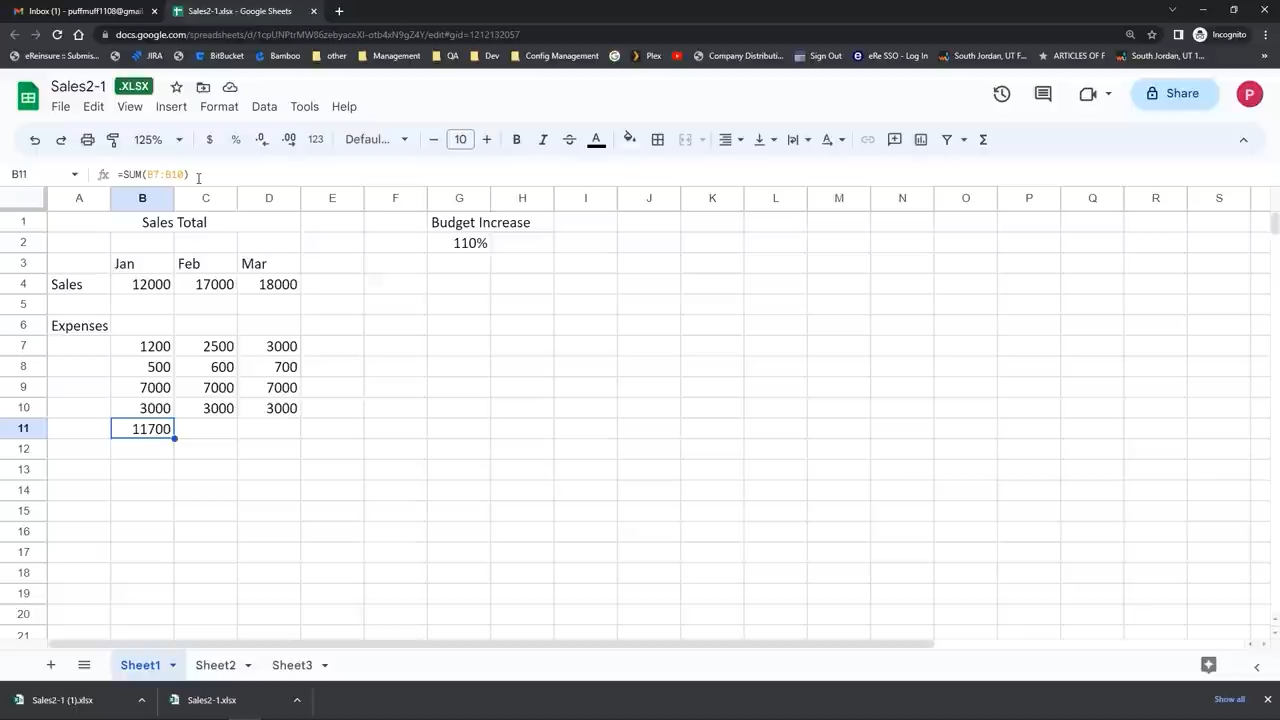 Inbox (1) - puffmuff1108@gmail
Sales2-1.xlsx - Google Sheets
docs.google.com/spreadsheets/d/1cpUNPtrMW86zebyaceXl-otb4xN9gZ4Y/edit#gid=1212132057
Incognito
eReinsure :: Submiss... JIRA BitBucket Bamboo other Management QA Dev Config Management Plex Company Distributi... Sign Out eRe SSO - Log In South Jordan, UT F... ARTICLES OF F South Jordan, UT 1... »
Sales2-1 .XLSX
File Edit View Insert Format Data Tools Help
Share P
125% $ % .0 .00 123 Defaul... − 10 + B I S A Σ
B11 fx =SUM(B7:B10)
A B C D E F G H I J K L M N O P Q R S
1 Sales Total Budget Increase
2 110%
3 Jan Feb Mar
4 Sales 12000 17000 18000
5
6 Expenses
7 1200 2500 3000
8 500 600 700
9 7000 7000 7000
10 3000 3000 3000
11 11700
12
13
14
15
16
17
18
19
20
21
+ Sheet1 Sheet2 Sheet3
Sales2-1 (1).xlsx Sales2-1.xlsx Show all